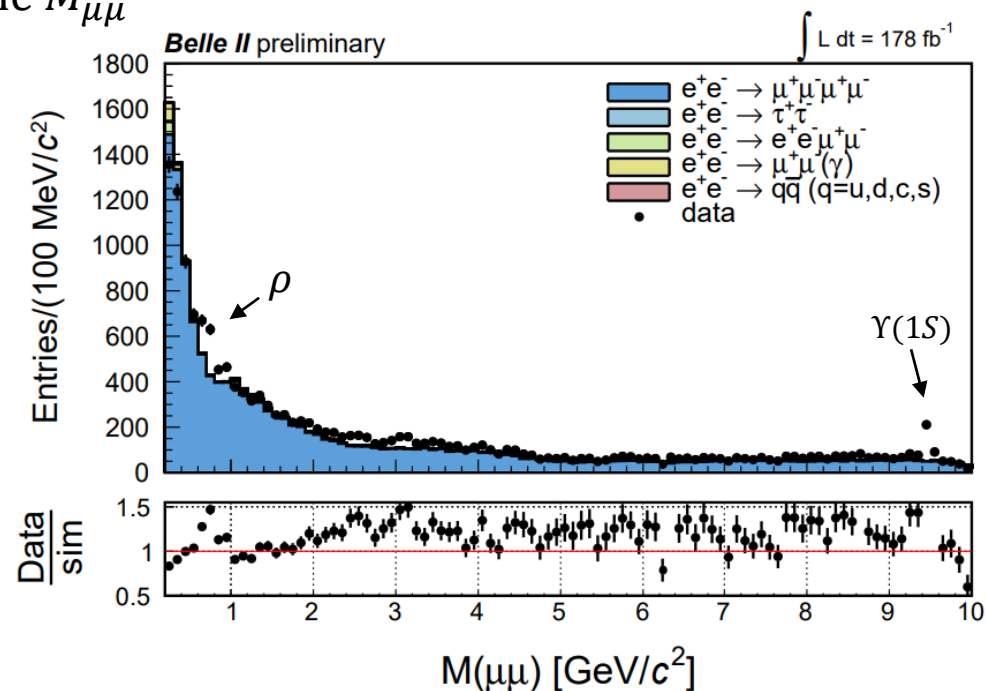 M_μμ
Belle II preliminary
∫ L dt = 178 fb⁻¹
Entries/(100 MeV/c²)
1800
1600
1400
1200
1000
800
600
400
200
0
e⁺e⁻ → μ⁺μ⁻μ⁺μ⁻
e⁺e⁻ → τ⁺τ⁻
e⁺e⁻ → e⁺e⁻μ⁺μ⁻
e⁺e⁻ → μ⁺μ⁻(γ)
e⁺e⁻ → qq̄ (q=u,d,c,s)
data
ρ
ϒ(1S)
Data
sim
1.5
1
0.5
1 2 3 4 5 6 7 8 9 10
M(μμ) [GeV/c²]